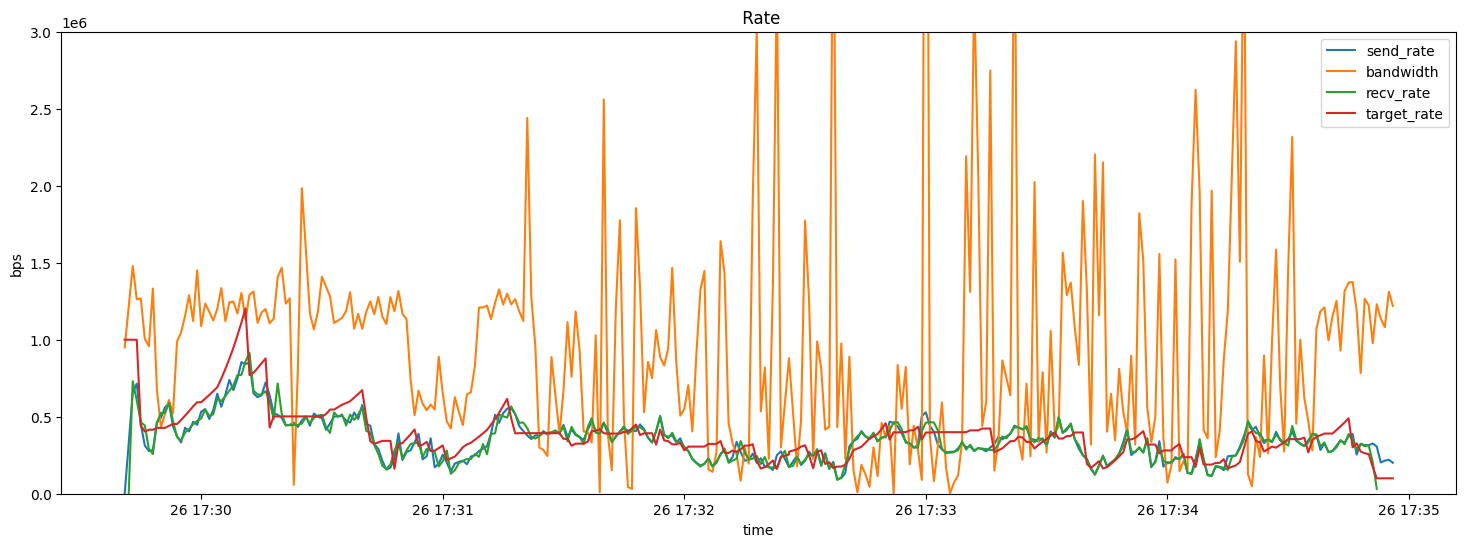 Rate
1e6
3.0
2.5
2.0
1.5
1.0
0.5
0.0
bps
send_rate
bandwidth
recv_rate
target_rate
26 17:30
26 17:31
26 17:32
26 17:33
26 17:34
26 17:35
time